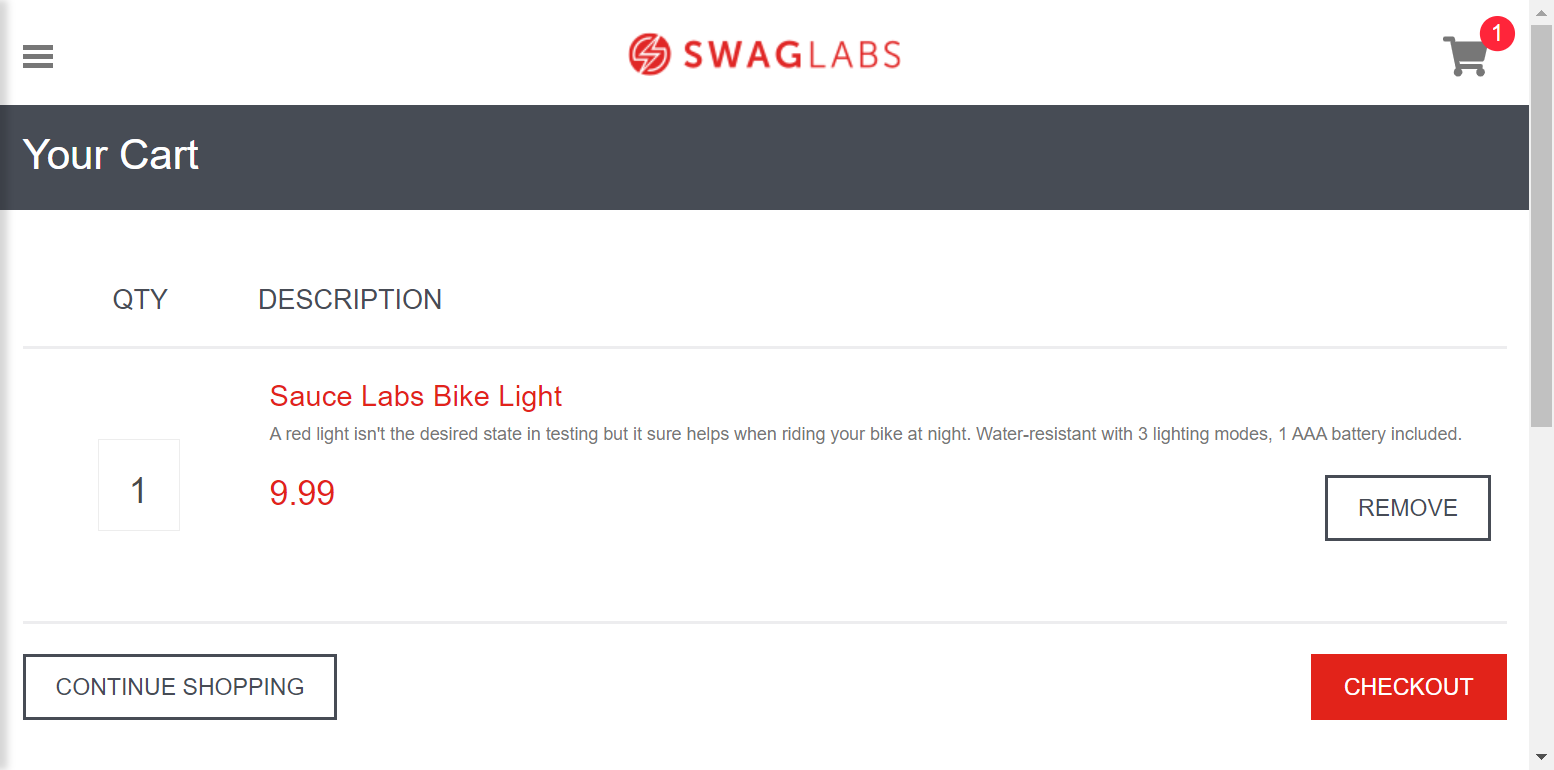 SWAGLABS
1
Your Cart
QTY DESCRIPTION
Sauce Labs Bike Light
A red light isn't the desired state in testing but it sure helps when riding your bike at night. Water-resistant with 3 lighting modes, 1 AAA battery included.
1
9.99
REMOVE
CONTINUE SHOPPING
CHECKOUT